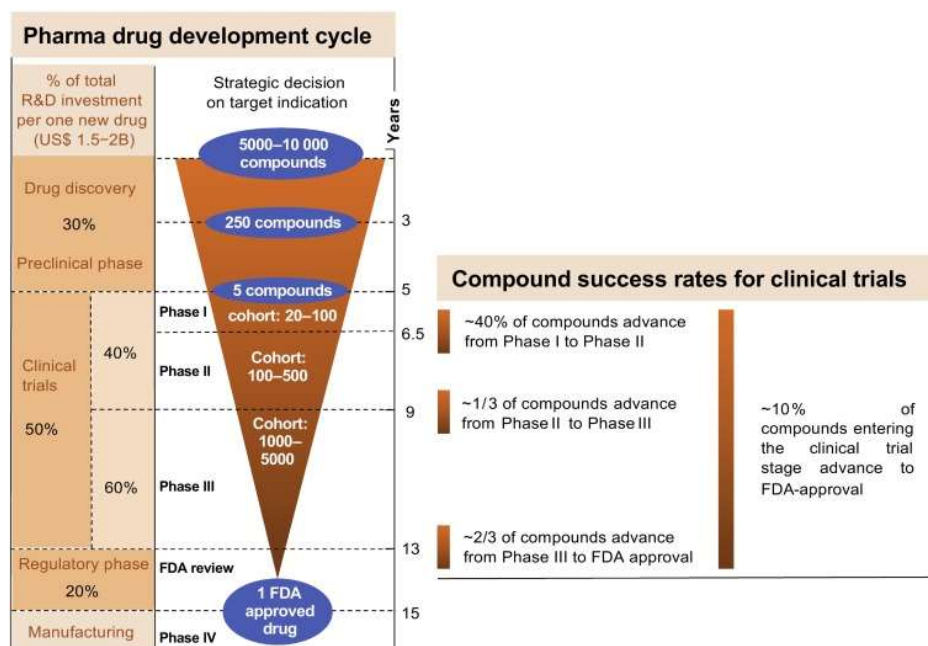 Pharma drug development cycle
% of total
R&D investment
per one new drug
(US$ 1.5–2B)
Strategic decision
on target indication
Years
5000–10 000
compounds
Drug discovery
30%
250 compounds
3
Preclinical phase
5 compounds
5
Phase I
cohort: 20–100
6.5
Clinical
trials
50%
40%
Phase II
Cohort:
100–500
9
Cohort:
1000–
5000
60%
Phase III
13
Regulatory phase
20%
FDA review
1 FDA
approved
drug
15
Manufacturing
Phase IV
Compound success rates for clinical trials
~40% of compounds advance
from Phase I to Phase II
~1/3 of compounds advance
from Phase II to Phase III
~2/3 of compounds advance
from Phase III to FDA approval
~10% of
compounds entering
the clinical trial
stage advance to
FDA-approval